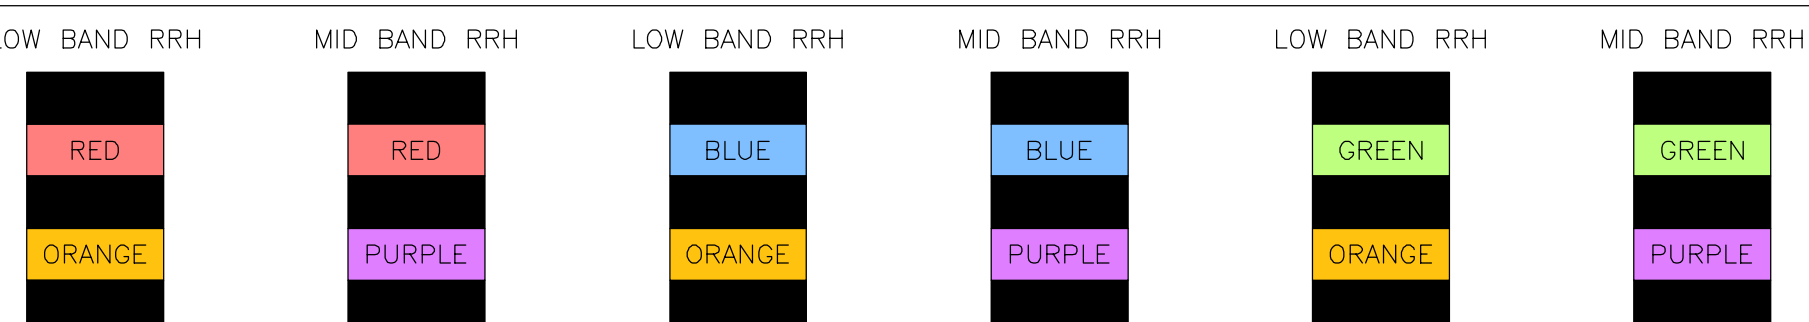 LOW BAND RRH MID BAND RRH LOW BAND RRH MID BAND RRH LOW BAND RRH MID BAND RRH
RED RED BLUE BLUE GREEN GREEN
ORANGE PURPLE ORANGE PURPLE ORANGE PURPLE